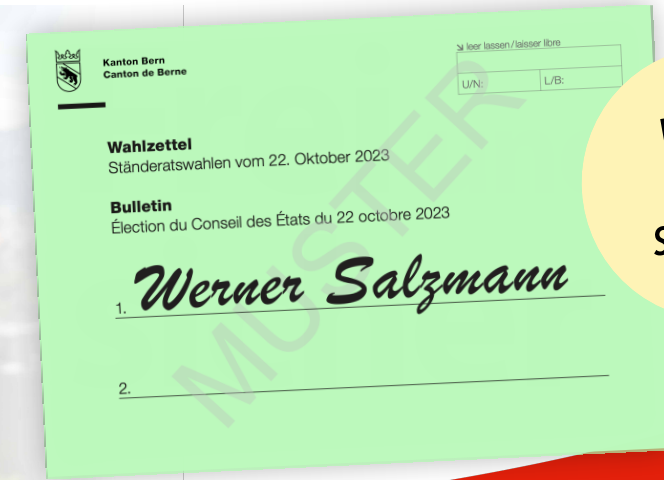 Kanton Bern
Canton de Berne
↘ leer lassen/laisser libre
U/N: L/B:
Wahlzettel
Ständeratswahlen vom 22. Oktober 2023
Bulletin
Élection du Conseil des États du 22 octobre 2023
1. Werner Salzmann
2.
MUSTER